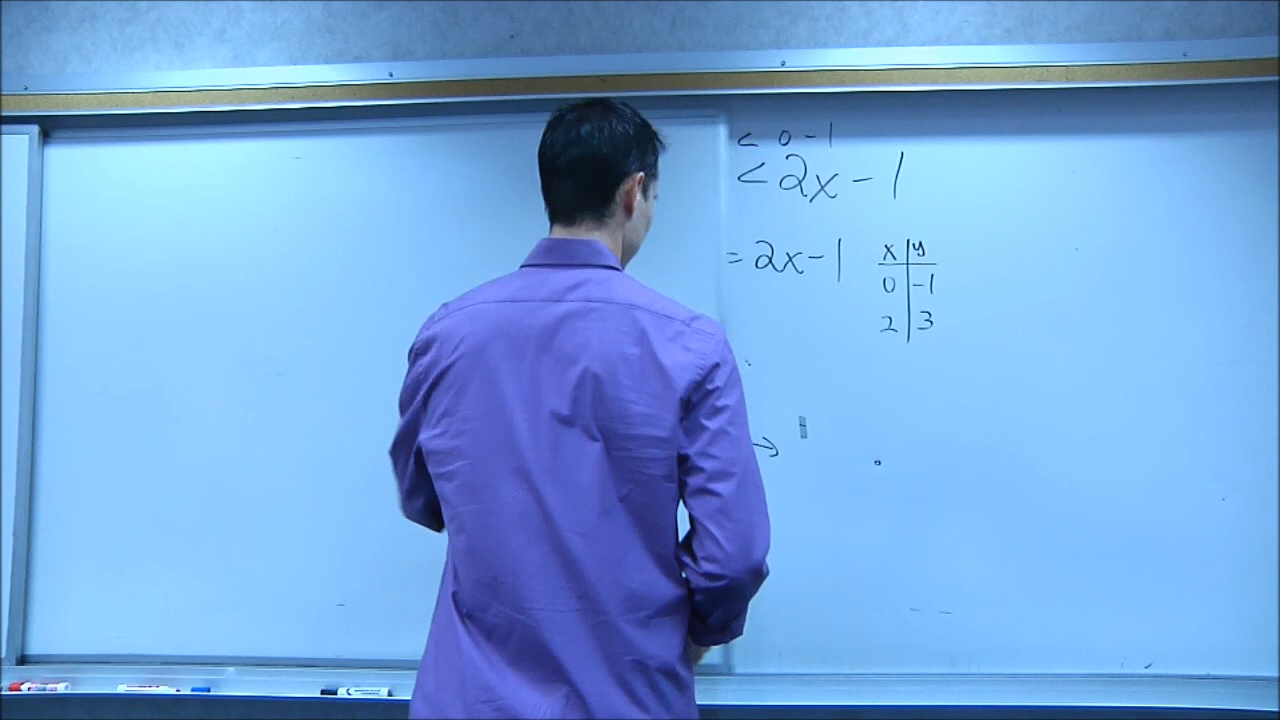 < 0 - 1
< 2x - 1
= 2x - 1
x | y
0 | -1
2 | 3